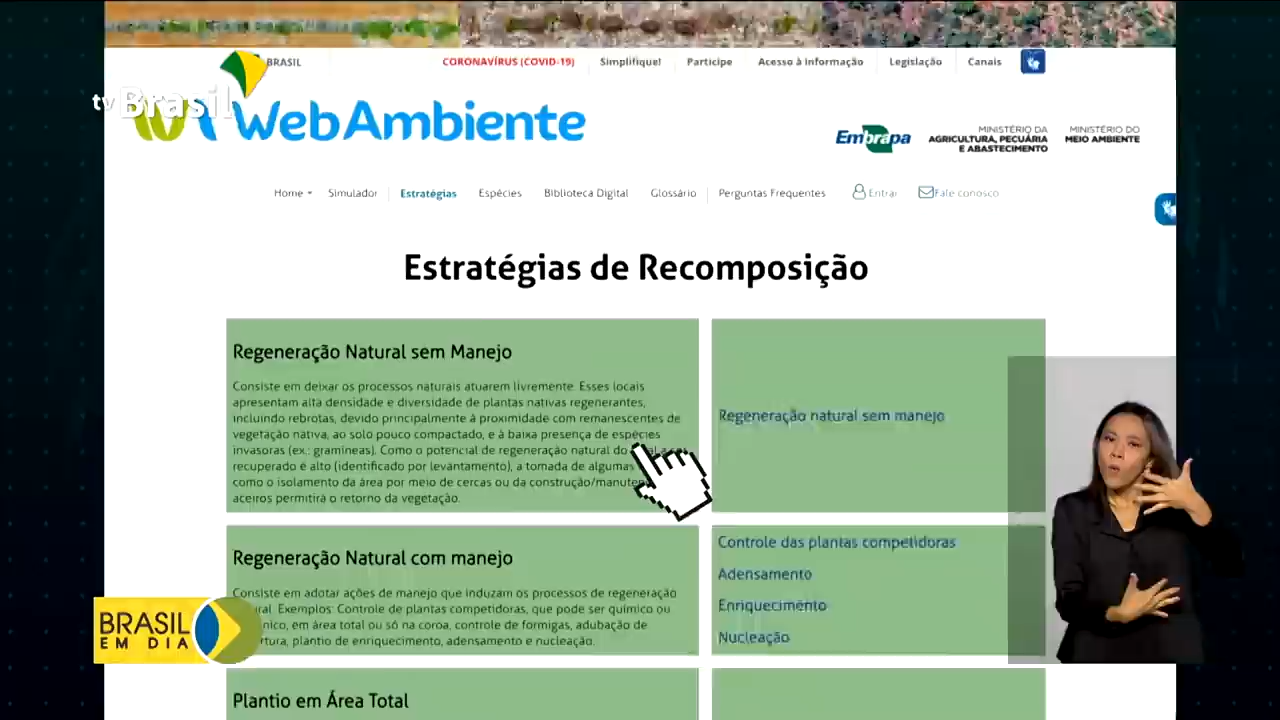 BRASIL
CORONAVÍRUS (COVID-19)
Simplifique!
Participe
Acesso à informação
Legislação
Canais
tv Brasil
WebAmbiente
Embrapa
MINISTÉRIO DA
AGRICULTURA, PECUÁRIA
E ABASTECIMENTO
MINISTÉRIO DO
MEIO AMBIENTE
Home
Simulador
Estratégias
Espécies
Biblioteca Digital
Glossário
Perguntas Frequentes
Entrar
Fale conosco
Estratégias de Recomposição
Regeneração Natural sem Manejo
Consiste em deixar os processos naturais atuarem livremente. Esses locais
apresentam alta densidade e diversidade de plantas nativas regenerantes,
incluindo rebrotas, devido principalmente à proximidade com remanescentes de
vegetação nativa, ao solo pouco compactado, e à baixa presença de espécies
invasoras (ex.: gramíneas). Como o potencial de regeneração natural do
recuperado é alto (identificado por levantamento), a tomada de algumas
como o isolamento da área por meio de cercas ou da construção/manuten
aceiros permitirá o retorno da vegetação.
Regeneração natural sem manejo
Regeneração Natural com manejo
Consiste em adotar ações de manejo que induzam os processos de regeneração
ural. Exemplos: Controle de plantas competidoras, que pode ser químico ou
nico, em área total ou só na coroa, controle de formigas, adubação de
rtura, plantio de enriquecimento, adensamento e nucleação.
Controle das plantas competidoras
Adensamento
Enriquecimento
Nucleação
BRASIL
EM DIA
Plantio em Área Total